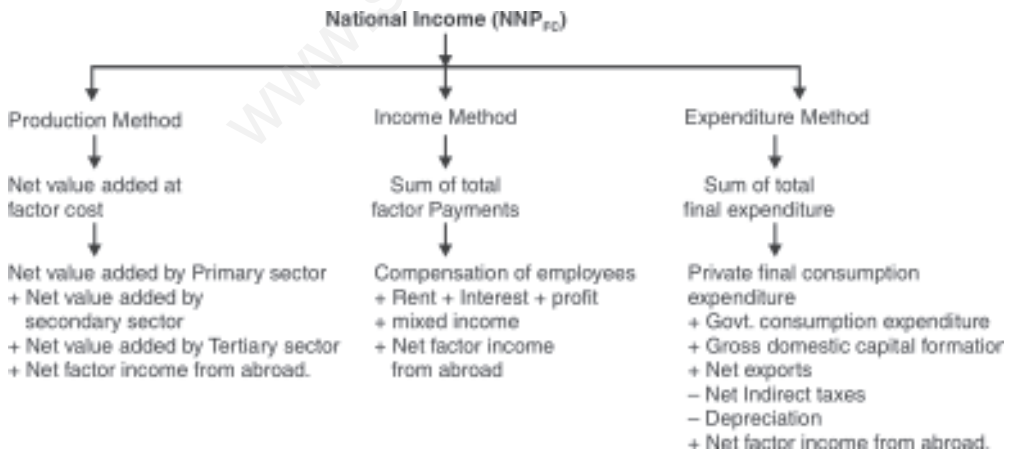 National Income (NNPFC)
Production Method
Net value added at
factor cost
Net value added by Primary sector
+ Net value added by
secondary sector
+ Net value added by Tertiary sector
+ Net factor income from abroad.
Income Method
Sum of total
factor Payments
Compensation of employees
+ Rent + Interest + profit
+ mixed income
+ Net factor income
from abroad
Expenditure Method
Sum of total
final expenditure
Private final consumption
expenditure
+ Govt. consumption expenditure
+ Gross domestic capital formation
+ Net exports
– Net Indirect taxes
– Depreciation
+ Net factor income from abroad.
www.